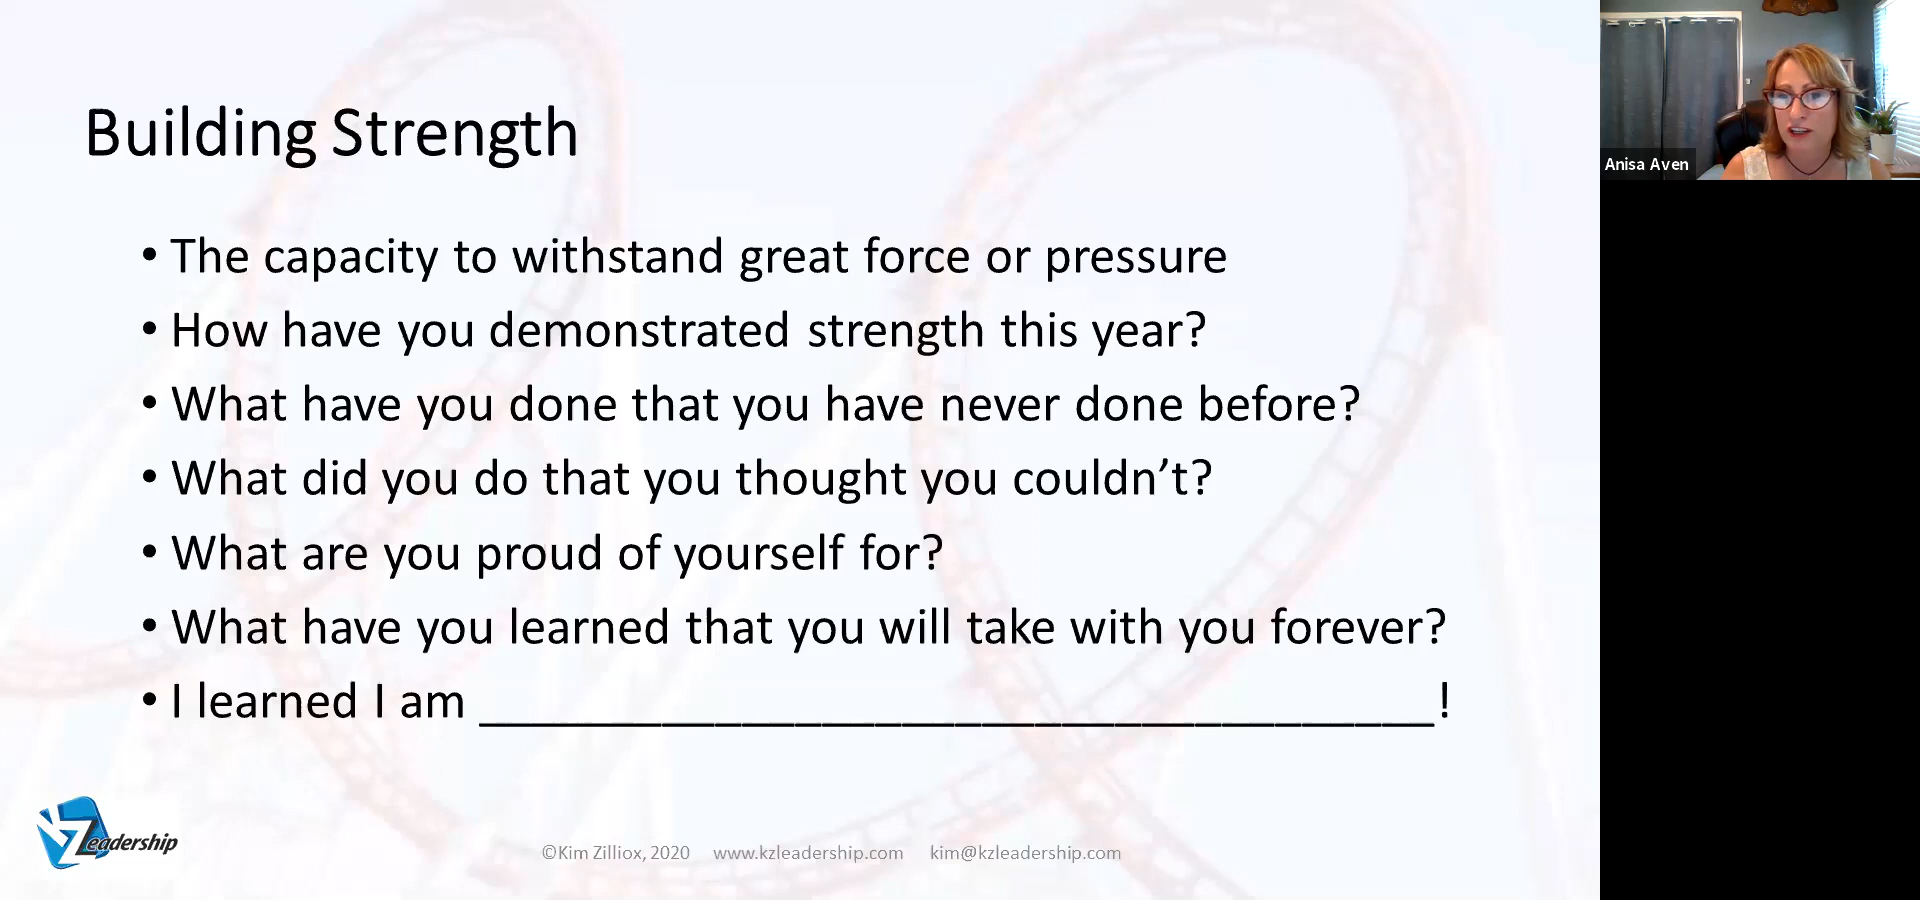 Building Strength
• The capacity to withstand great force or pressure
• How have you demonstrated strength this year?
• What have you done that you have never done before?
• What did you do that you thought you couldn’t?
• What are you proud of yourself for?
• What have you learned that you will take with you forever?
• I learned I am ____________________________________!
KZLeadership
©Kim Zilliox, 2020 www.kzleadership.com kim@kzleadership.com
Anisa Aven